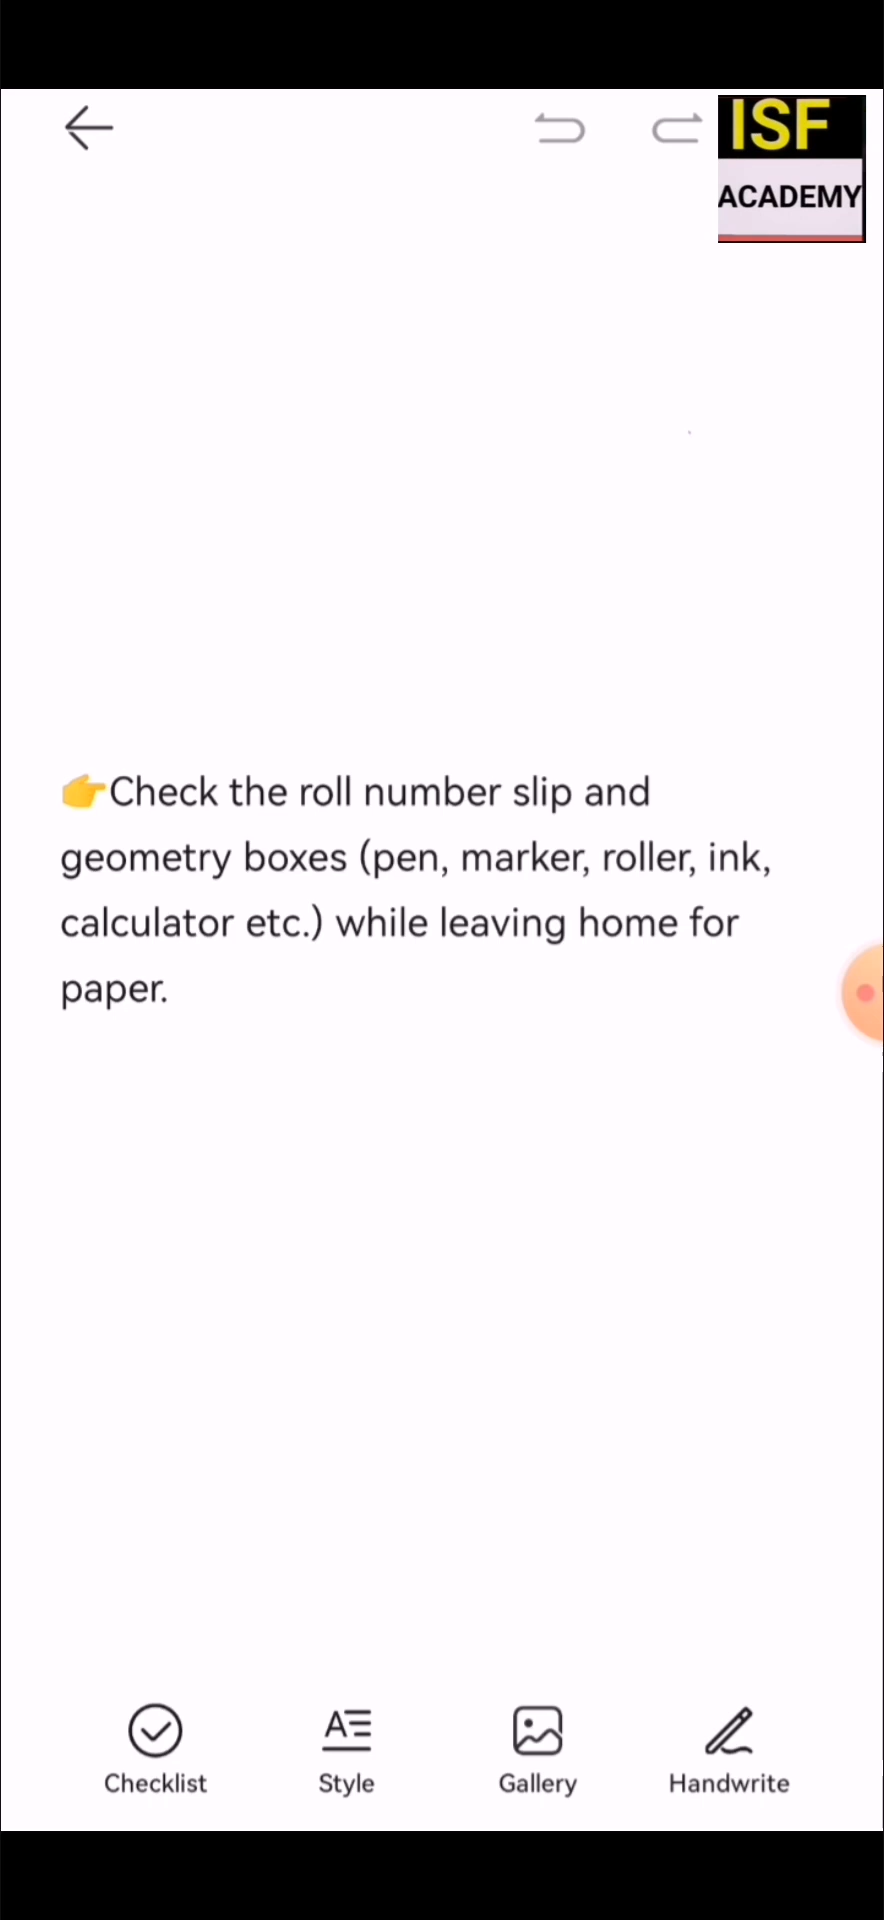 ISF
ACADEMY
👉Check the roll number slip and
geometry boxes (pen, marker, roller, ink,
calculator etc.) while leaving home for
paper.
Checklist
Style
Gallery
Handwrite